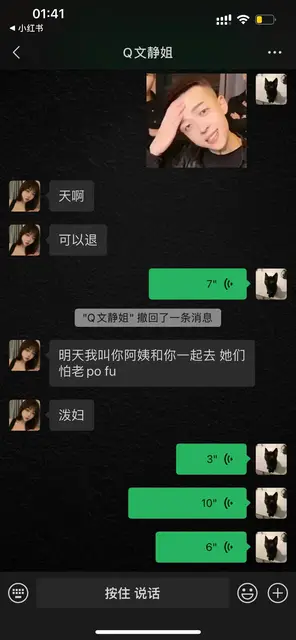 01:41
小红书
Q文静姐
天啊
可以退
7"
"Q文静姐" 撤回了一条消息
明天我叫你阿姨和你一起去 她们
怕老po fu
泼妇
3"
10"
6"
按住 说话